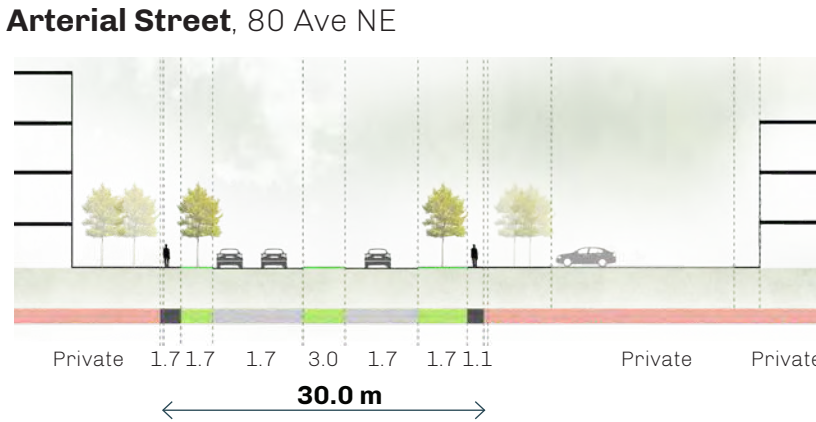 Arterial Street, 80 Ave NE
Private 1.7 1.7 1.7 3.0 1.7 1.7 1.1 Private Private
30.0 m